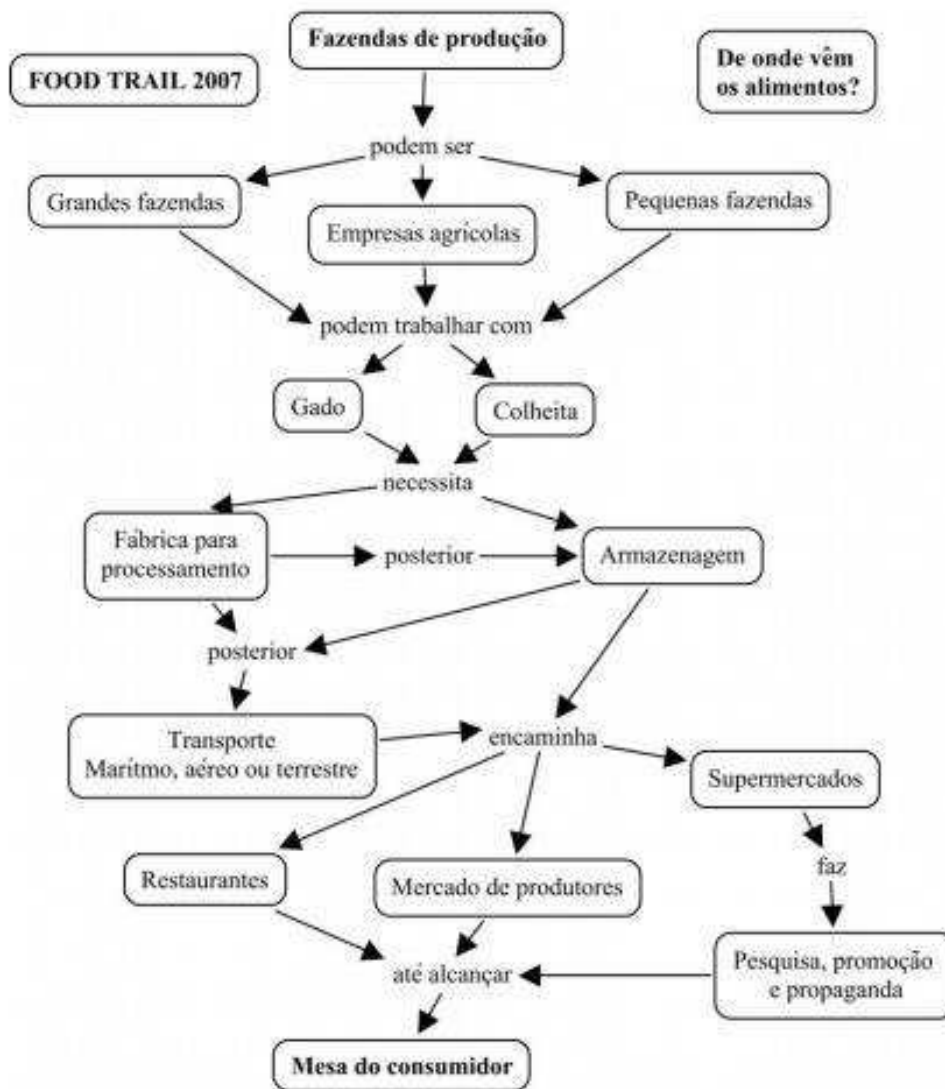 Fazendas de produção
FOOD TRAIL 2007
De onde vêm
os alimentos?
podem ser
Grandes fazendas
Empresas agrícolas
Pequenas fazendas
podem trabalhar com
Gado
Colheita
necessita
Fábrica para
processamento
posterior
Armazenagem
posterior
Transporte
Marítmo, aéreo ou terrestre
encaminha
Supermercados
Restaurantes
Mercado de produtores
faz
até alcançar
Pesquisa, promoção
e propaganda
Mesa do consumidor